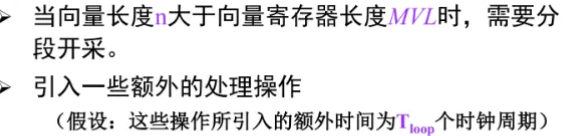 ➢ 当向量长度n大于向量寄存器长度MVL时，需要分
段开采。
➢ 引入一些额外的处理操作
（假设：这些操作所引入的额外时间为Tloop个时钟周期）